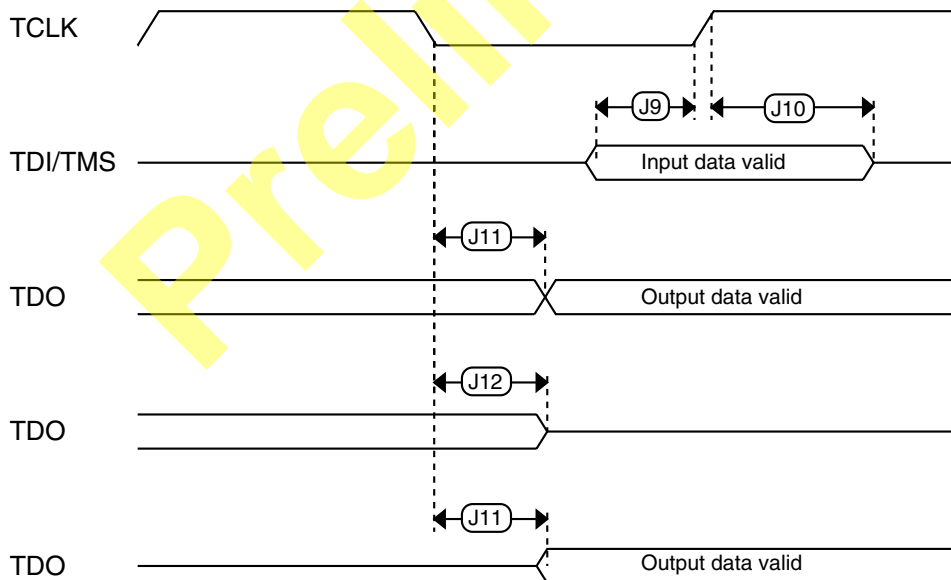 TCLK
J9
J10
TDI/TMS
Input data valid
J11
TDO
Output data valid
J12
TDO
J11
TDO
Output data valid
Preli